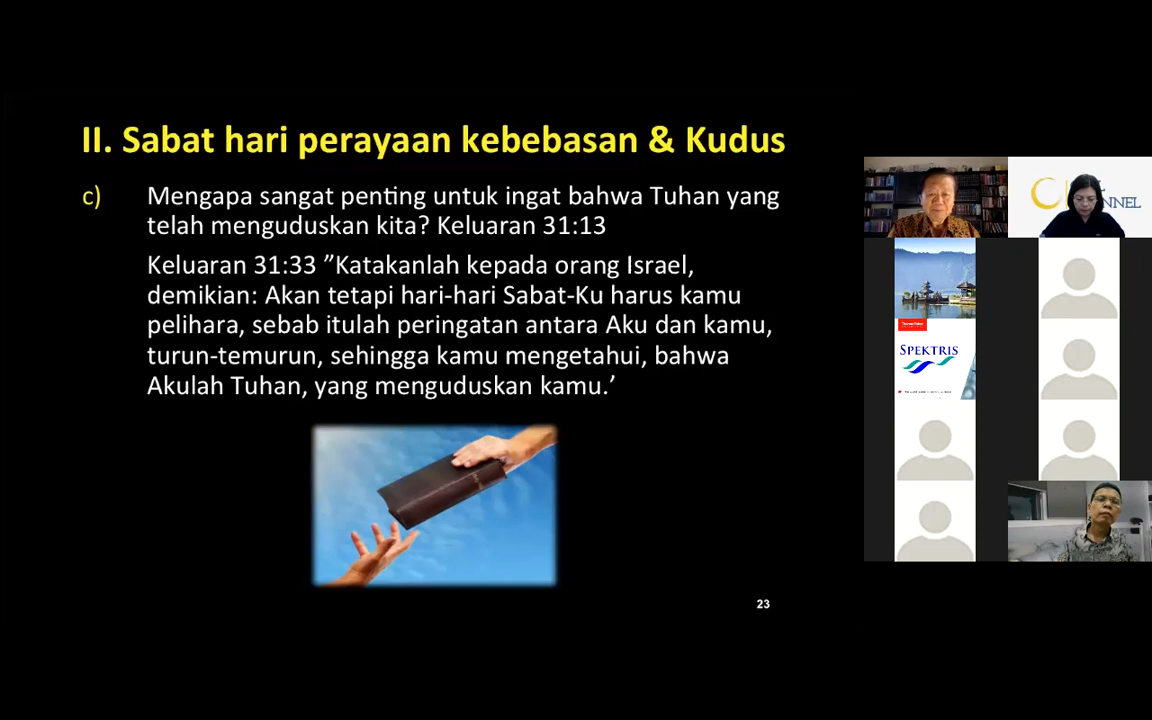 II. Sabat hari perayaan kebebasan & Kudus
c) Mengapa sangat penting untuk ingat bahwa Tuhan yang
telah menguduskan kita? Keluaran 31:13
Keluaran 31:33 ”Katakanlah kepada orang Israel,
demikian: Akan tetapi hari-hari Sabat-Ku harus kamu
pelihara, sebab itulah peringatan antara Aku dan kamu,
turun-temurun, sehingga kamu mengetahui, bahwa
Akulah Tuhan, yang menguduskan kamu.’
23
SPEKTRIS